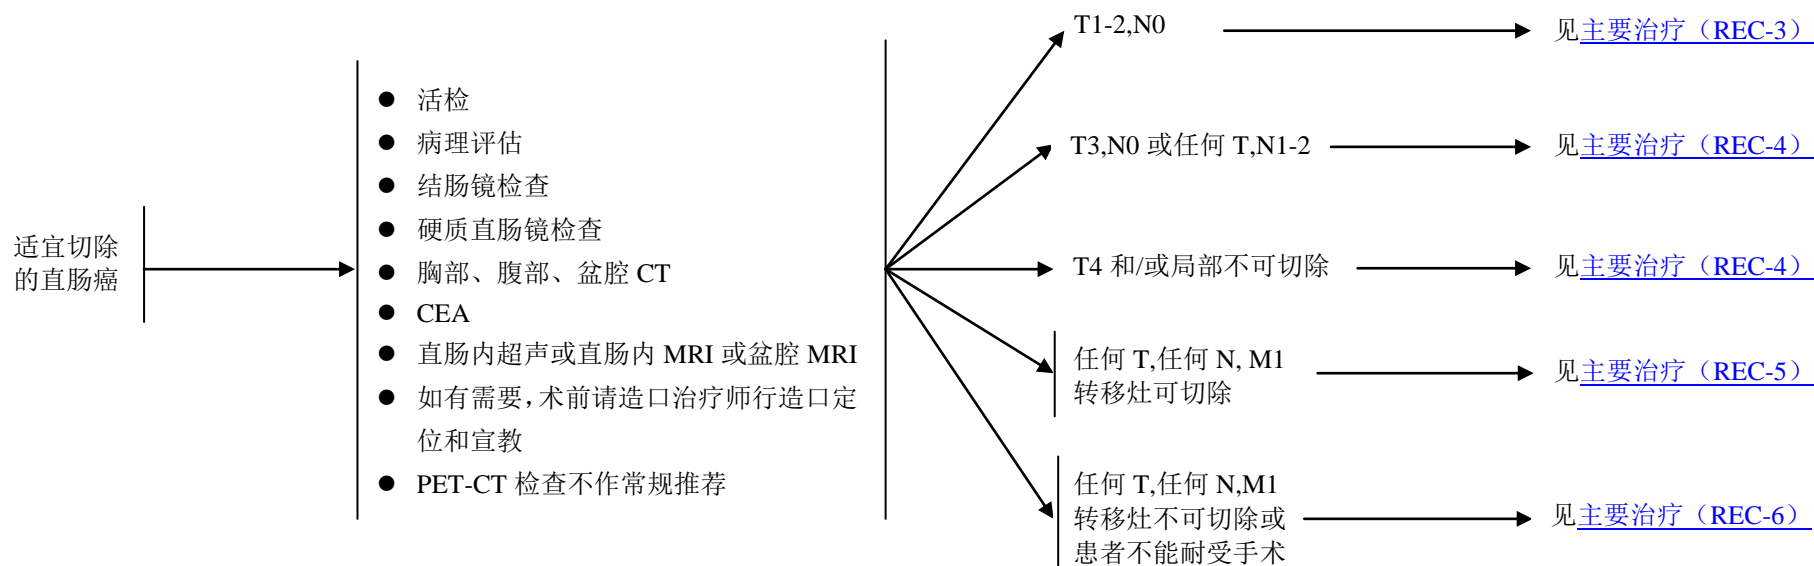 适宜切除
的直肠癌
● 活检
● 病理评估
● 结肠镜检查
● 硬质直肠镜检查
● 胸部、腹部、盆腔 CT
● CEA
● 直肠内超声或直肠内 MRI 或盆腔 MRI
● 如有需要，术前请造口治疗师行造口定
位和宣教
● PET-CT 检查不作常规推荐
T1-2,N0
见主要治疗（REC-3）
T3,N0 或任何 T,N1-2
见主要治疗（REC-4）
T4 和/或局部不可切除
见主要治疗（REC-4）
任何 T,任何 N, M1
转移灶可切除
见主要治疗（REC-5）
任何 T,任何 N,M1
转移灶不可切除或
患者不能耐受手术
见主要治疗（REC-6）